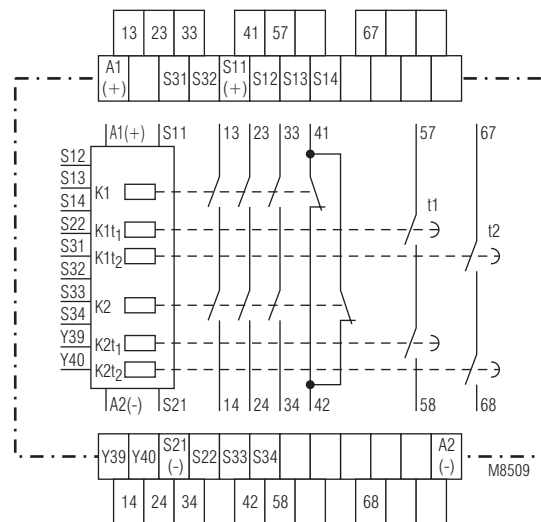 13 23 33 41 57 67
A1 (+) S31 S32 S11 (+) S12 S13 S14
A1(+) S11 13 23 33 41 57 67
S12
S13
S14
S22
S31
S32
S33
S34
Y39
Y40
K1
K1t1
K1t2
K2
K2t1
K2t2
t1
t2
A2(-) S21 14 24 34 42 58 68
Y39 Y40 S21 (-) S22 S33 S34 A2 (-)
M8509
14 24 34 42 58 68